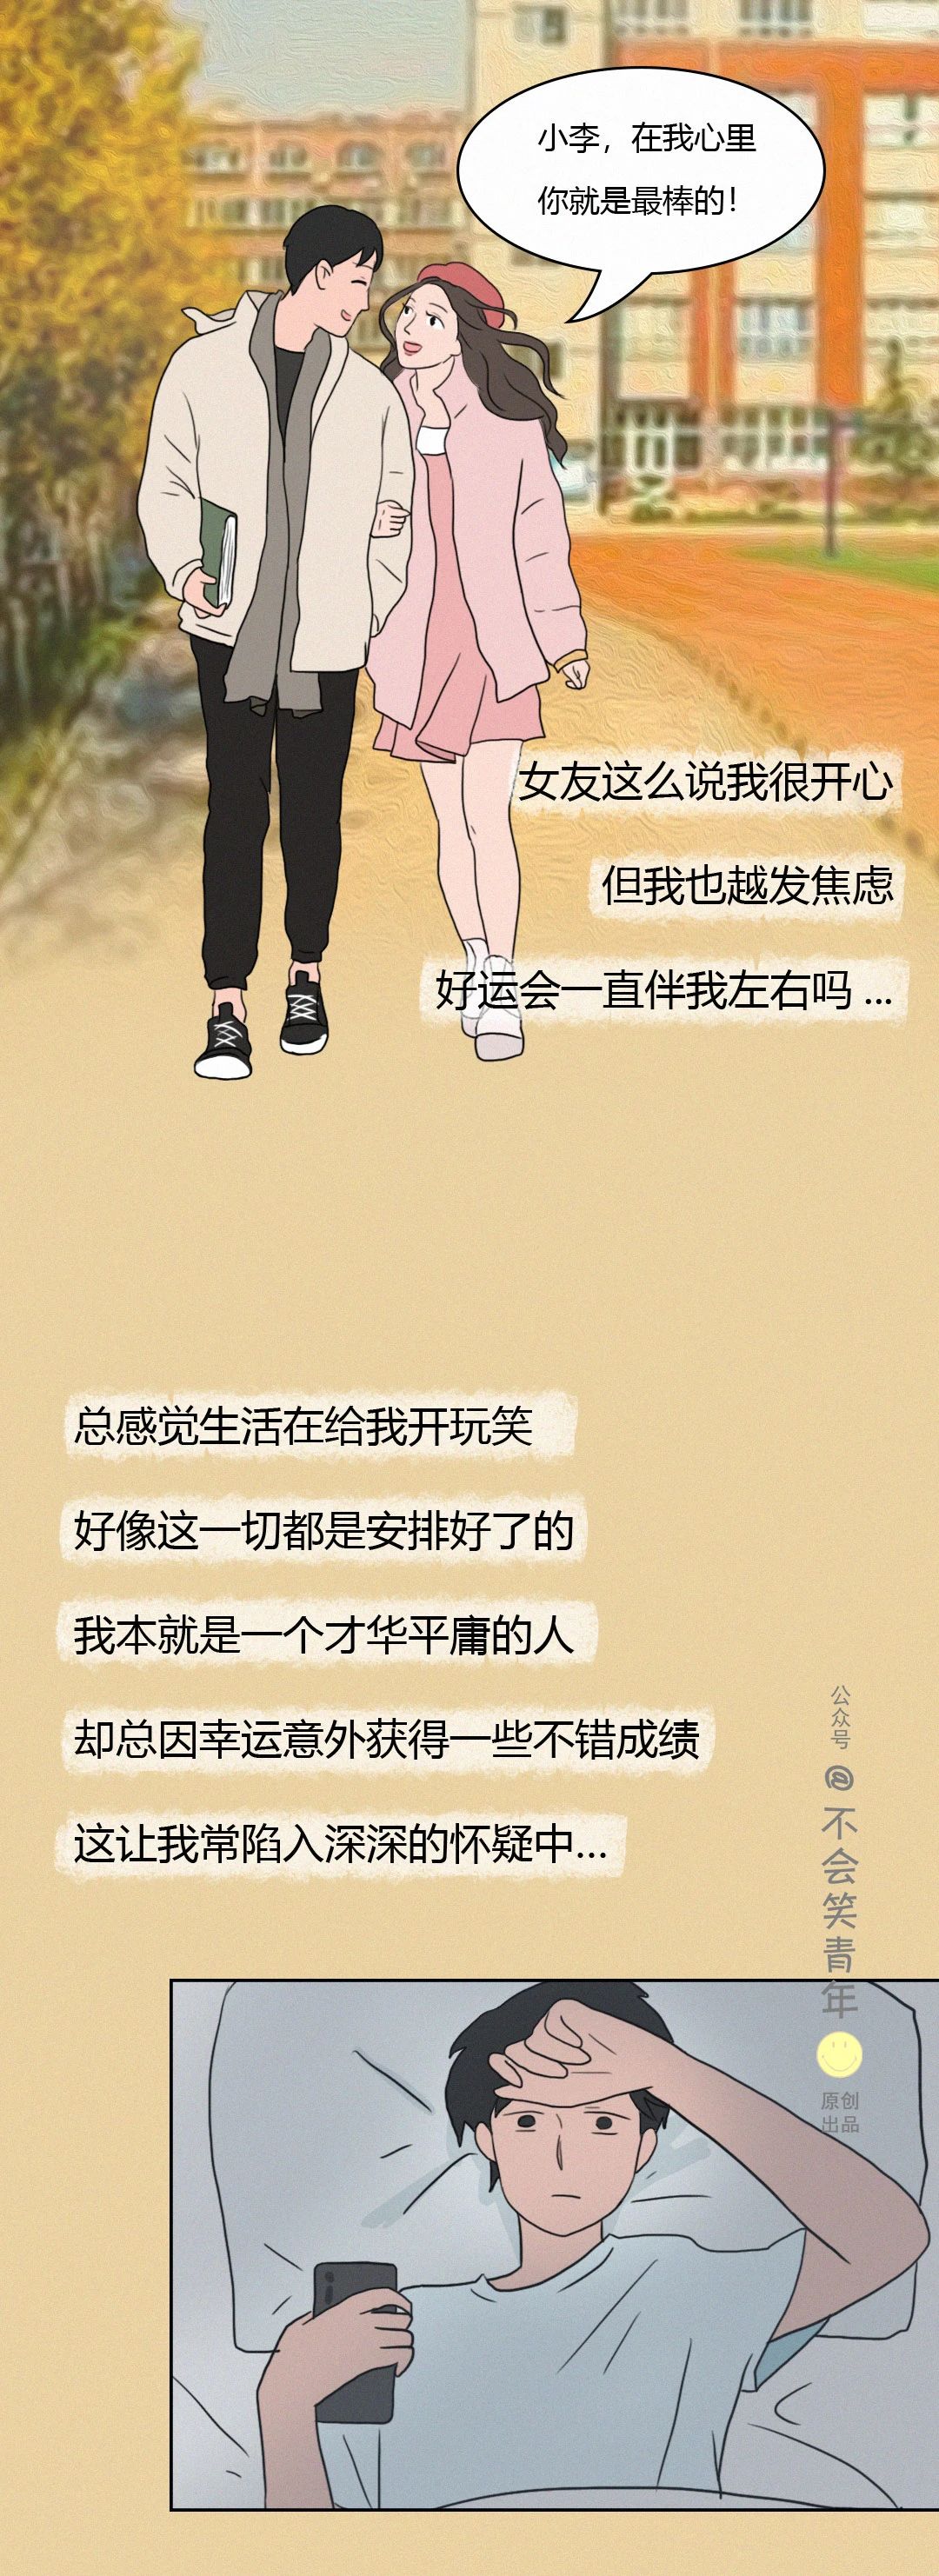 小李，在我心里
你就是最棒的！
女友这么说我很开心
但我也越发焦虑
好运会一直伴我左右吗 ...
总感觉生活在给我开玩笑
好像这一切都是安排好了的
我本就是一个才华平庸的人
却总因幸运意外获得一些不错成绩
这让我常陷入深深的怀疑中...
公众号@不会笑青年
原创
出品